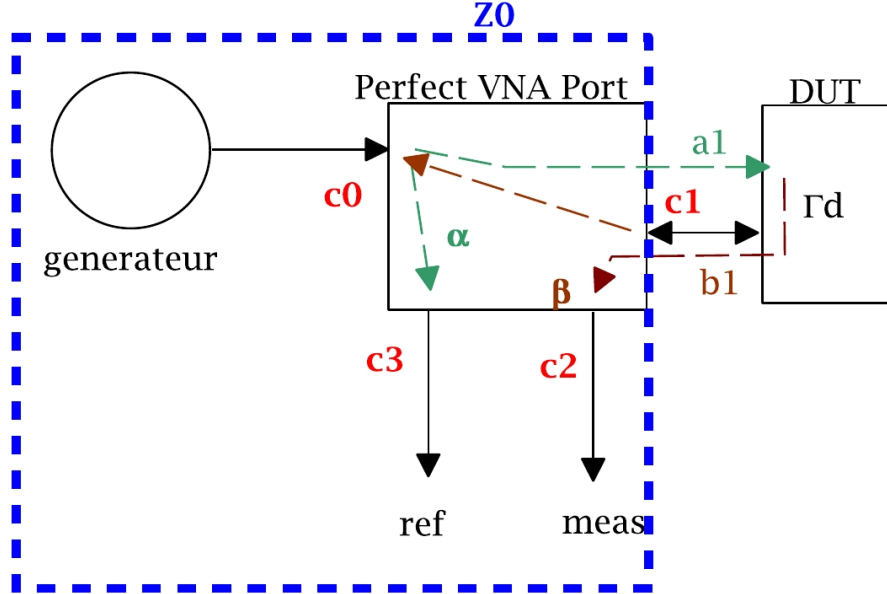 Z0
Perfect VNA Port
DUT
a1
c0
c1
Γd
α
generateur
b1
β
c3
c2
ref
meas